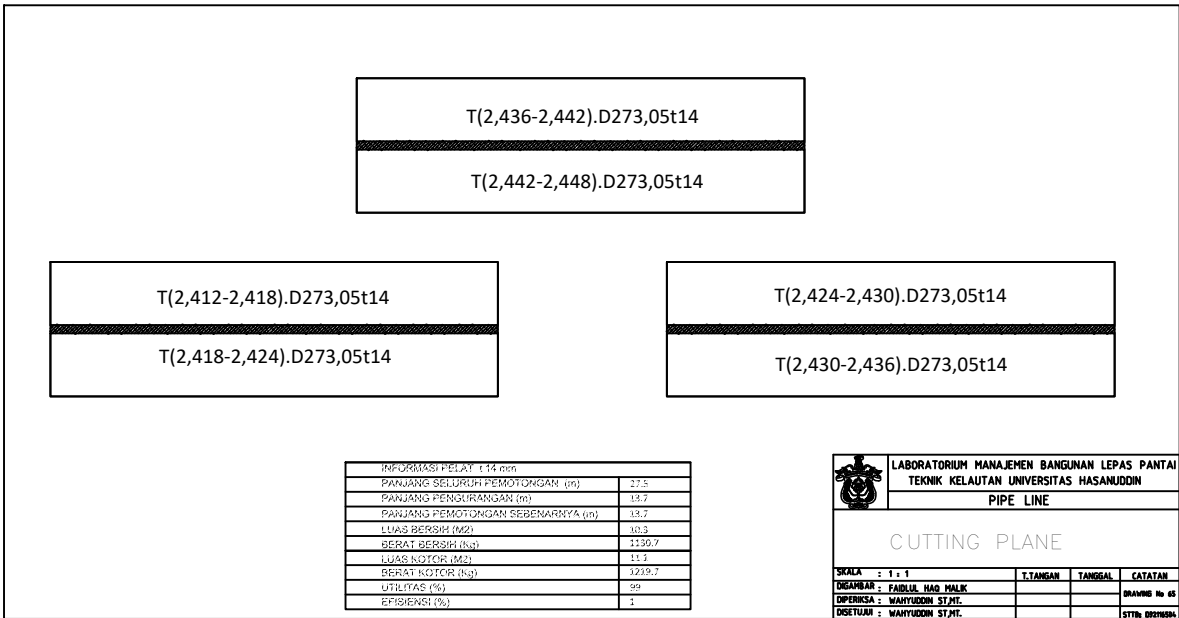 T(2,436-2,442).D273,05t14
T(2,442-2,448).D273,05t14
T(2,412-2,418).D273,05t14
T(2,418-2,424).D273,05t14
T(2,424-2,430).D273,05t14
T(2,430-2,436).D273,05t14
INFORMASI PELAT t 14 mm
PANJANG SELURUH PEMOTONGAN (m) 27.5
PANJANG PENGURANGAN (m) 13.7
PANJANG PEMOTONGAN SEBENARNYA (m) 13.7
LUAS BERSIH (M2) 10.3
BERAT BERSIH (Kg)
LUAS KOTOR (M2) 11.1
BERAT KOTOR (Kg)
UTILITAS (%) 99
EFISIENSI (%) 1
LABORATORIUM MANAJEMEN BANGUNAN LEPAS PANTAI
TEKNIK KELAUTAN UNIVERSITAS HASANUDDIN
PIPE LINE
CUTTING PLANE
SKALA : 1 : 1 T.TANGAN TANGGAL CATATAN
DIGAMBAR : FAIDLUL HAQ MALIK
DRAWING No 65
DIPERIKSA : WAHYUDDIN ST,MT.
DISETUJUI : WAHYUDDIN ST,MT.
STTB: D32116504